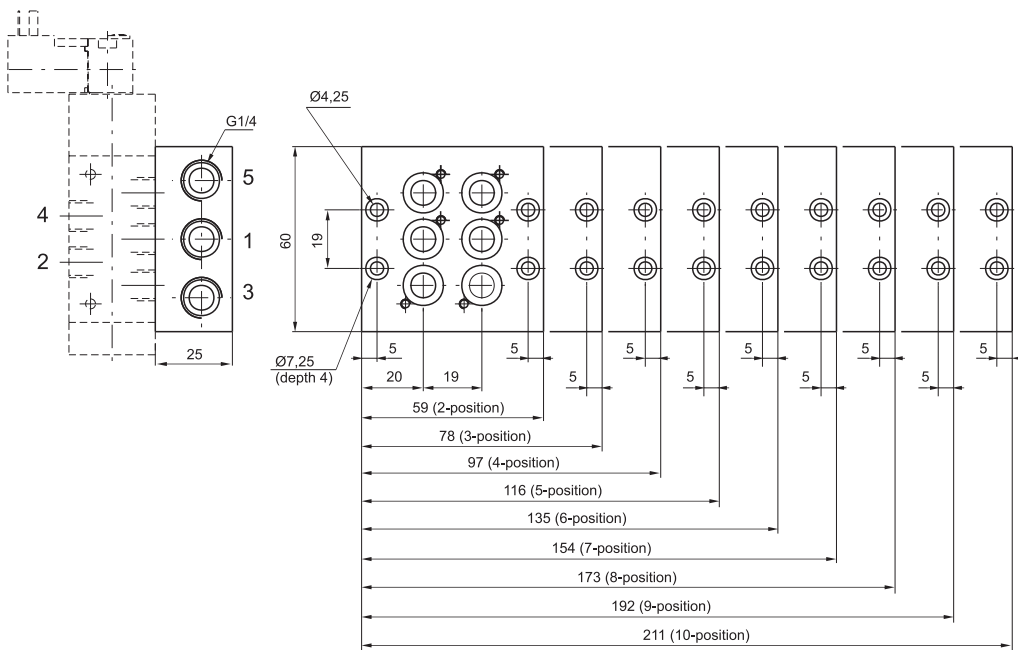 Ø4,25
G1/4
5
4
1
2
3
60
19
25
Ø7,25
(depth 4)
5
5
5
5
5
5
5
5
5
5
20
19
59 (2-position)
78 (3-position)
97 (4-position)
116 (5-position)
135 (6-position)
154 (7-position)
173 (8-position)
192 (9-position)
211 (10-position)